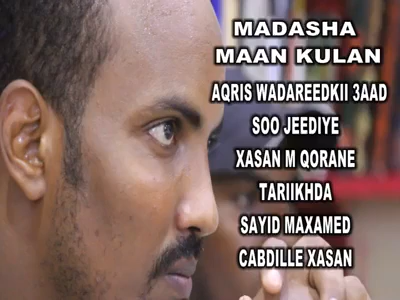 MADASHA
MAAN KULAN
AQRIS WADAREEDKII 3AAD
SOO JEEDIYE
XASAN M QORANE
TARIIKHDA
SAYID MAXAMED
CABDILLE XASAN